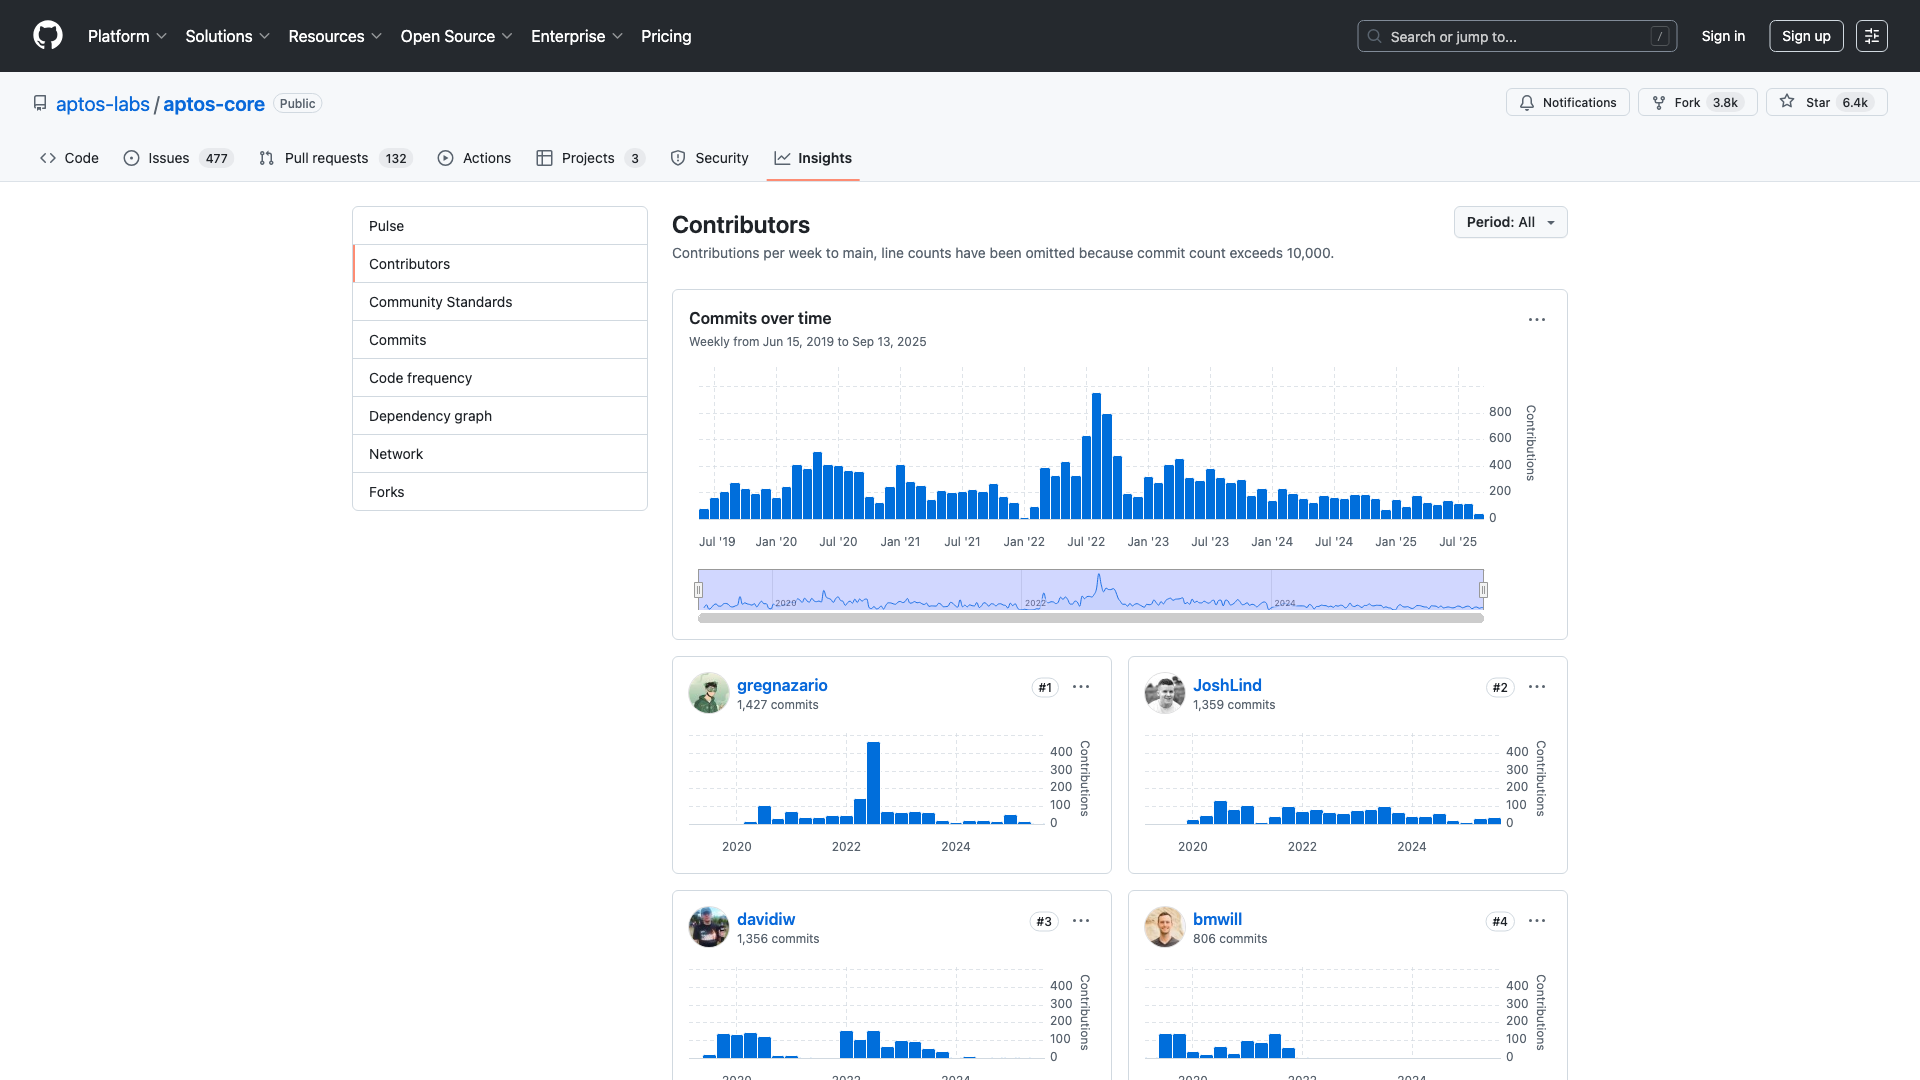 Platform
Solutions
Resources
Open Source
Enterprise
Pricing
Search or jump to...
/
Sign in
Sign up
aptos-labs / aptos-core Public
Notifications
Fork 3.8k
Star 6.4k
Code
Issues 477
Pull requests 132
Actions
Projects 3
Security
Insights
Pulse
Contributors
Community Standards
Commits
Code frequency
Dependency graph
Network
Forks
Contributors
Period: All
Contributions per week to main, line counts have been omitted because commit count exceeds 10,000.
Commits over time
Weekly from Jun 15, 2019 to Sep 13, 2025
800
600
400
200
0
Contributions
Jul '19 Jan '20 Jul '20 Jan '21 Jul '21 Jan '22 Jul '22 Jan '23 Jul '23 Jan '24 Jul '24 Jan '25 Jul '25
2020 2022 2024
gregnazario
#1
1,427 commits
400
300
200
100
0
Contributions
2020 2022 2024
JoshLind
#2
1,359 commits
400
300
200
100
0
Contributions
2020 2022 2024
davidiw
#3
1,356 commits
400
300
200
100
0
Contributions
2020 2022 2024
bmwill
#4
806 commits
400
300
200
100
0
Contributions
2020 2022 2024